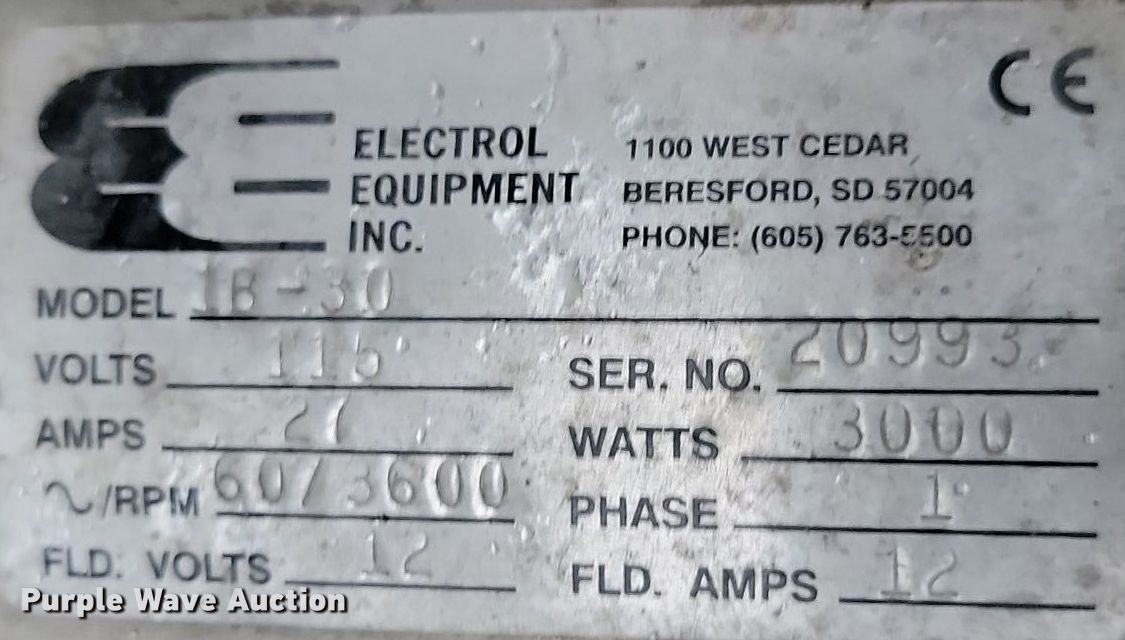 CE
ELECTROL
EQUIPMENT
INC.
1100 WEST CEDAR
BERESFORD, SD 57004
PHONE: (605) 763-5500
MODEL 1B-30
VOLTS 115
SER. NO. 20993
AMPS 27
WATTS 3000
~/RPM 60/3600
PHASE 1
FLD. VOLTS 12
FLD. AMPS 12
Purple Wave Auction